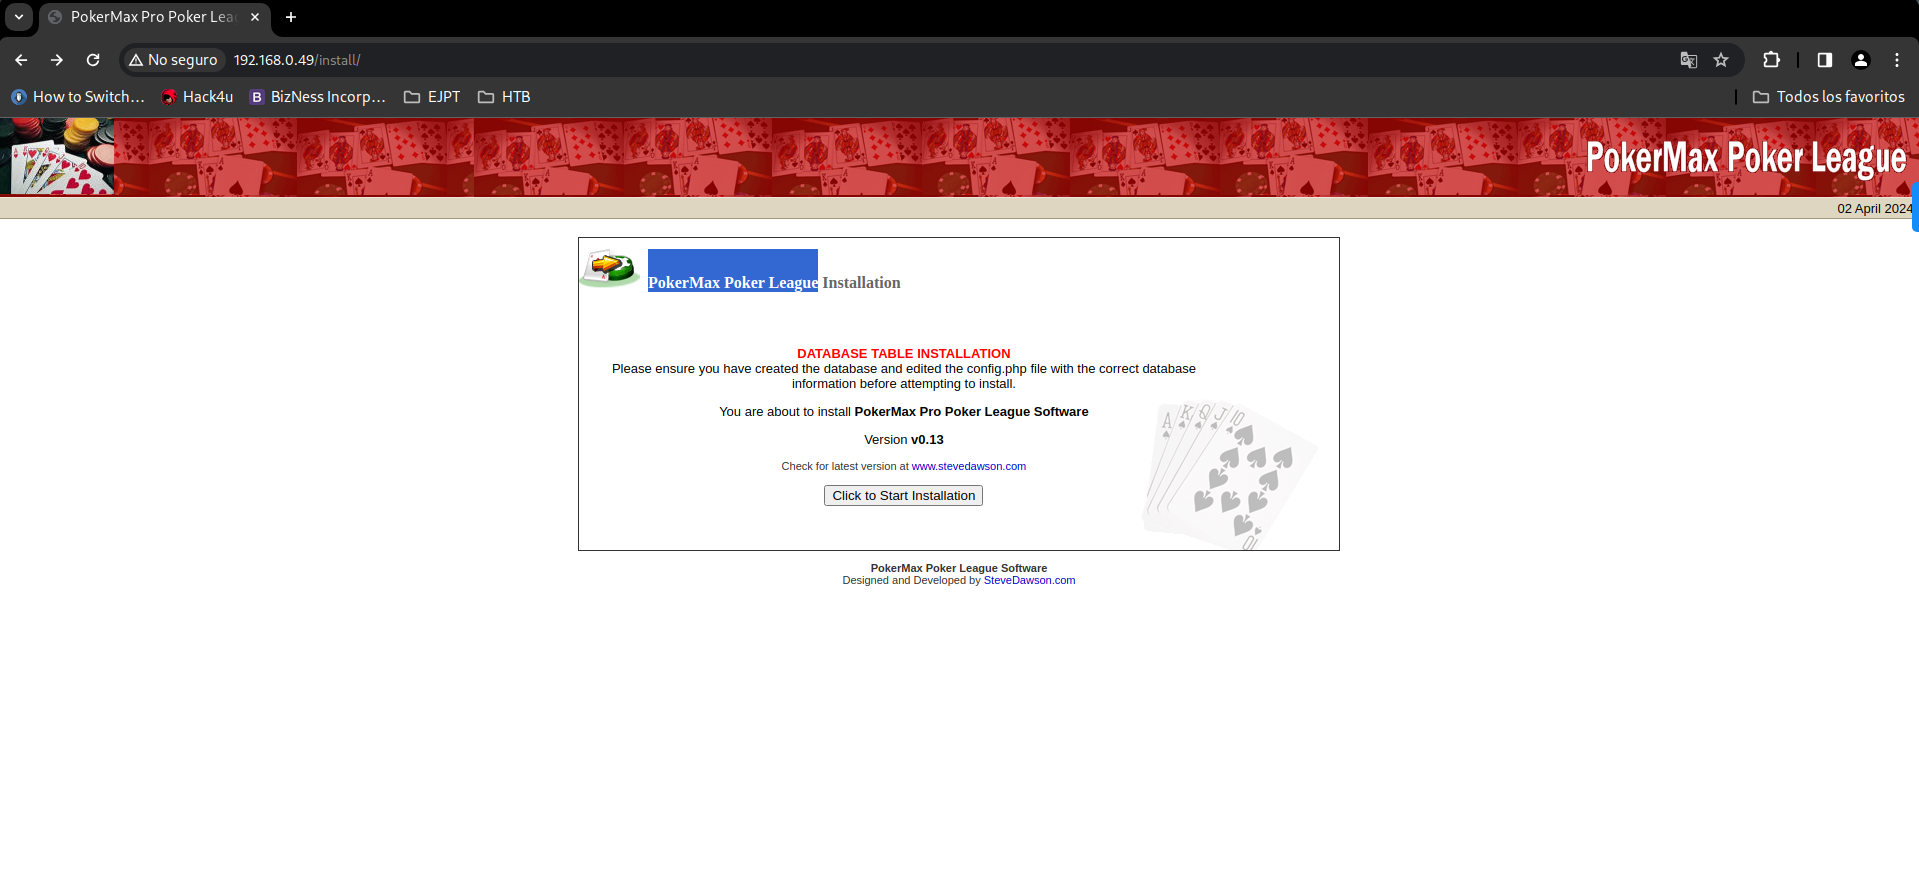 PokerMax Pro Poker Lea
No seguro 192.168.0.49/install/
How to Switch... Hack4u B BizNess Incorp... EJPT HTB Todos los favoritos
PokerMax Poker League
02 April 2024
PokerMax Poker League Installation
DATABASE TABLE INSTALLATION
Please ensure you have created the database and edited the config.php file with the correct database
information before attempting to install.
You are about to install PokerMax Pro Poker League Software
Version v0.13
Check for latest version at www.stevedawson.com
Click to Start Installation
A K Q J 10
10
PokerMax Poker League Software
Designed and Developed by SteveDawson.com